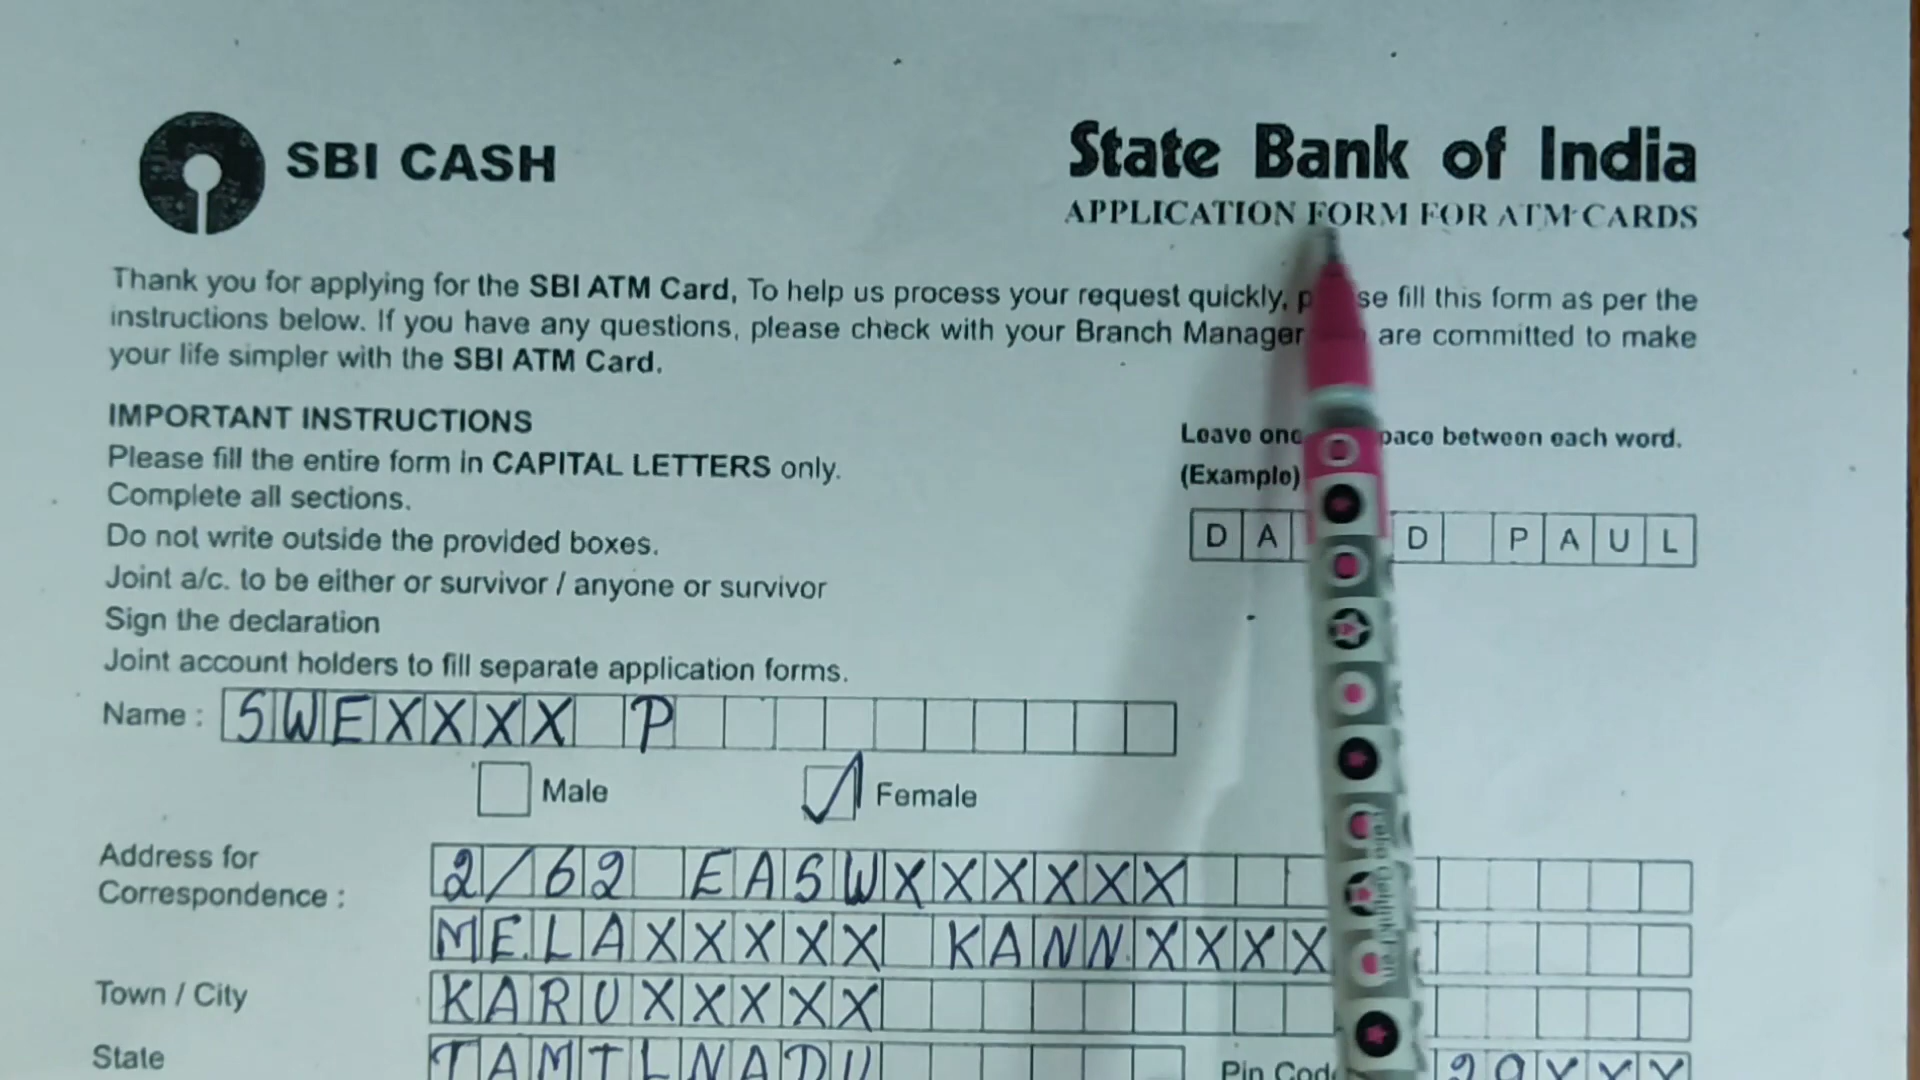 SBI CASH
State Bank of India
APPLICATION FORM FOR ATM CARDS
Thank you for applying for the SBI ATM Card, To help us process your request quickly, se fill this form as per the
instructions below. If you have any questions, please check with your Branch Manager are committed to make
your life simpler with the SBI ATM Card.
IMPORTANT INSTRUCTIONS
Please fill the entire form in CAPITAL LETTERS only.
Complete all sections.
Do not write outside the provided boxes.
Joint a/c. to be either or survivor / anyone or survivor
Sign the declaration
Joint account holders to fill separate application forms.
Leave one pace between each word.
(Example)
DA D PAUL
Name : SWEXXXX P
Male Female
Address for
Correspondence :
2/62 EASWXXXXXX
MELAXXXXX KANNXXXX
Town / City KARUXXXXX
State TAMILNADU Pin Code